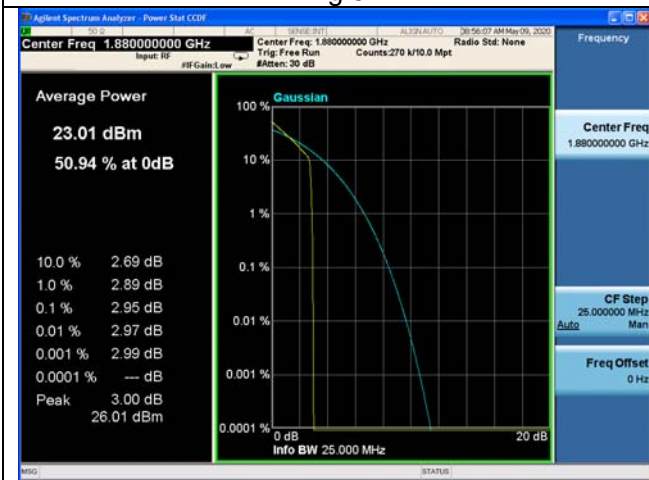 Agilent Spectrum Analyzer - Power Stat CCDF
50 Ω AC SENSE:INT ALIGN AUTO 08:56:07 AM May 09, 2020
Center Freq 1.880000000 GHz
Input: RF
#IFGain:Low
Center Freq: 1.880000000 GHz
Trig: Free Run Counts:270 k/10.0 Mpt
#Atten: 30 dB
Radio Std: None
Frequency
Average Power
23.01 dBm
50.94 % at 0dB
10.0 % 2.69 dB
1.0 % 2.89 dB
0.1 % 2.95 dB
0.01 % 2.97 dB
0.001 % 2.99 dB
0.0001 % --- dB
Peak 3.00 dB
26.01 dBm
Gaussian
100 %
10 %
1 %
0.1 %
0.01 %
0.001 %
0.0001 %
0 dB 20 dB
Info BW 25.000 MHz
Center Freq
1.880000000 GHz
CF Step
25.000000 MHz
Auto Man
Freq Offset
0 Hz
MSG STATUS